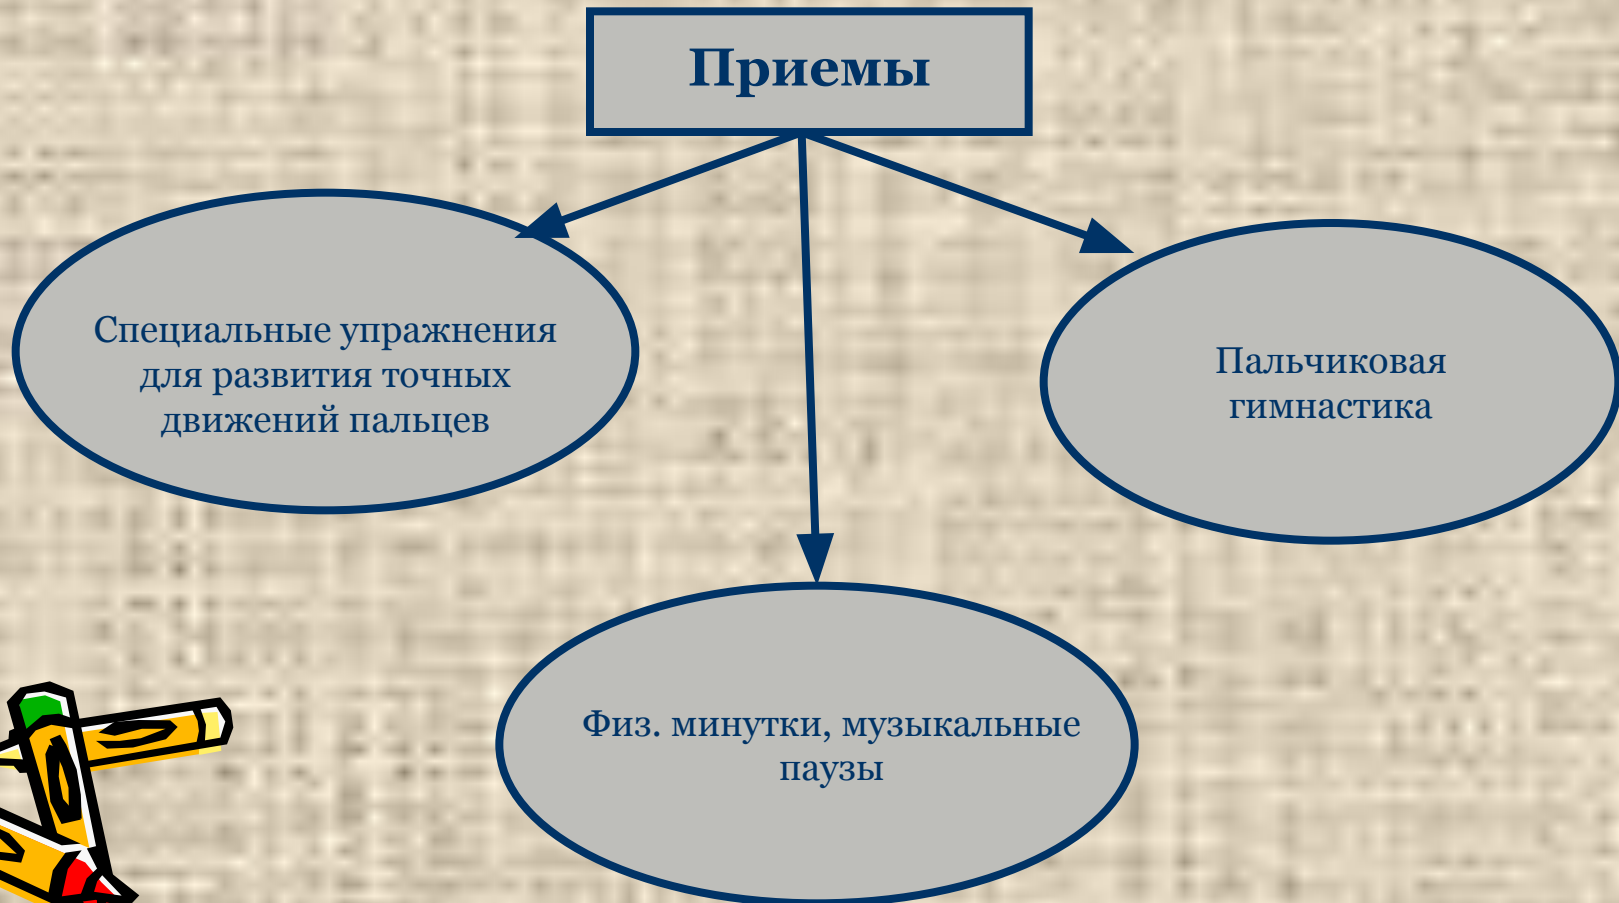 Приемы
Специальные упражнения
для развития точных
движений пальцев
Пальчиковая
гимнастика
Физ. минутки, музыкальные
паузы